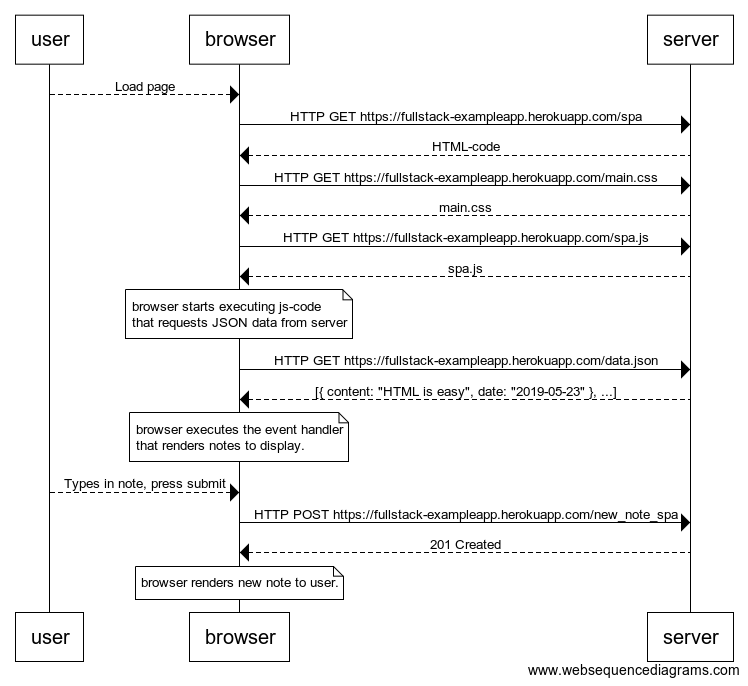 user
browser
server
Load page
HTTP GET https://fullstack-exampleapp.herokuapp.com/spa
HTML-code
HTTP GET https://fullstack-exampleapp.herokuapp.com/main.css
main.css
HTTP GET https://fullstack-exampleapp.herokuapp.com/spa.js
spa.js
browser starts executing js-code
that requests JSON data from server
HTTP GET https://fullstack-exampleapp.herokuapp.com/data.json
[{ content: "HTML is easy", date: "2019-05-23" }, ...]
browser executes the event handler
that renders notes to display.
Types in note, press submit
HTTP POST https://fullstack-exampleapp.herokuapp.com/new_note_spa
201 Created
browser renders new note to user.
user
browser
server
www.websequencediagrams.com